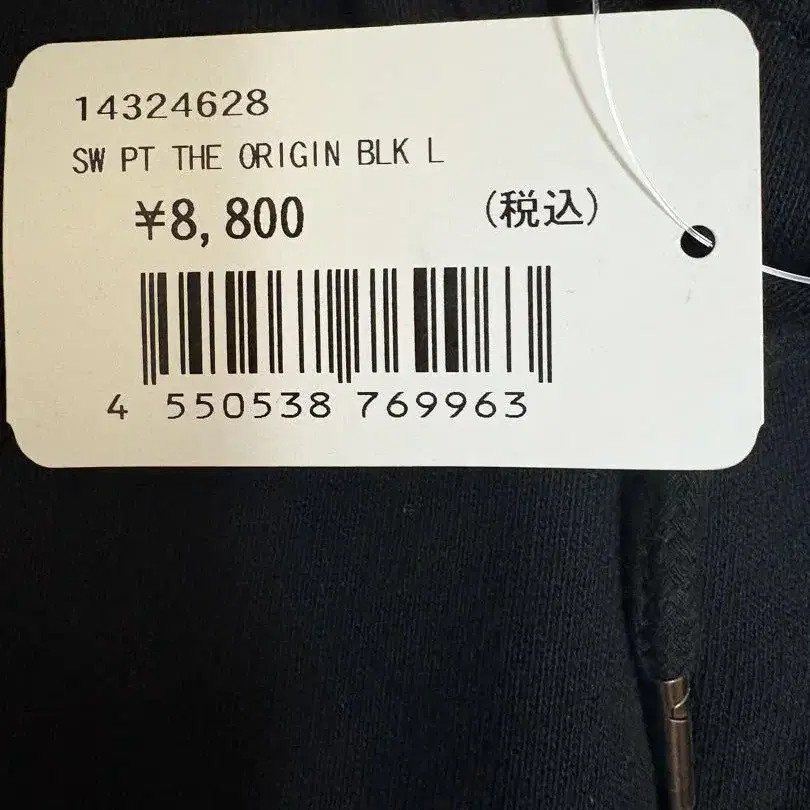 14324628
SW PT THE ORIGIN BLK L
¥8,800 (税込)
4 550538 769963